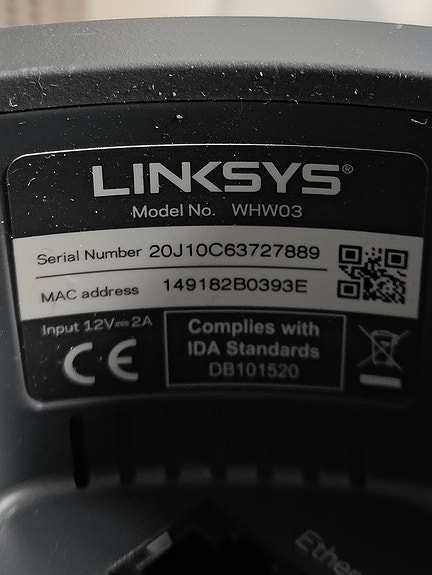 LINKSYS®
Model No. WHW03
Serial Number 20J10C63727889
MAC address 149182B0393E
Input 12V⎓2A
CE
Complies with
IDA Standards
DB101520